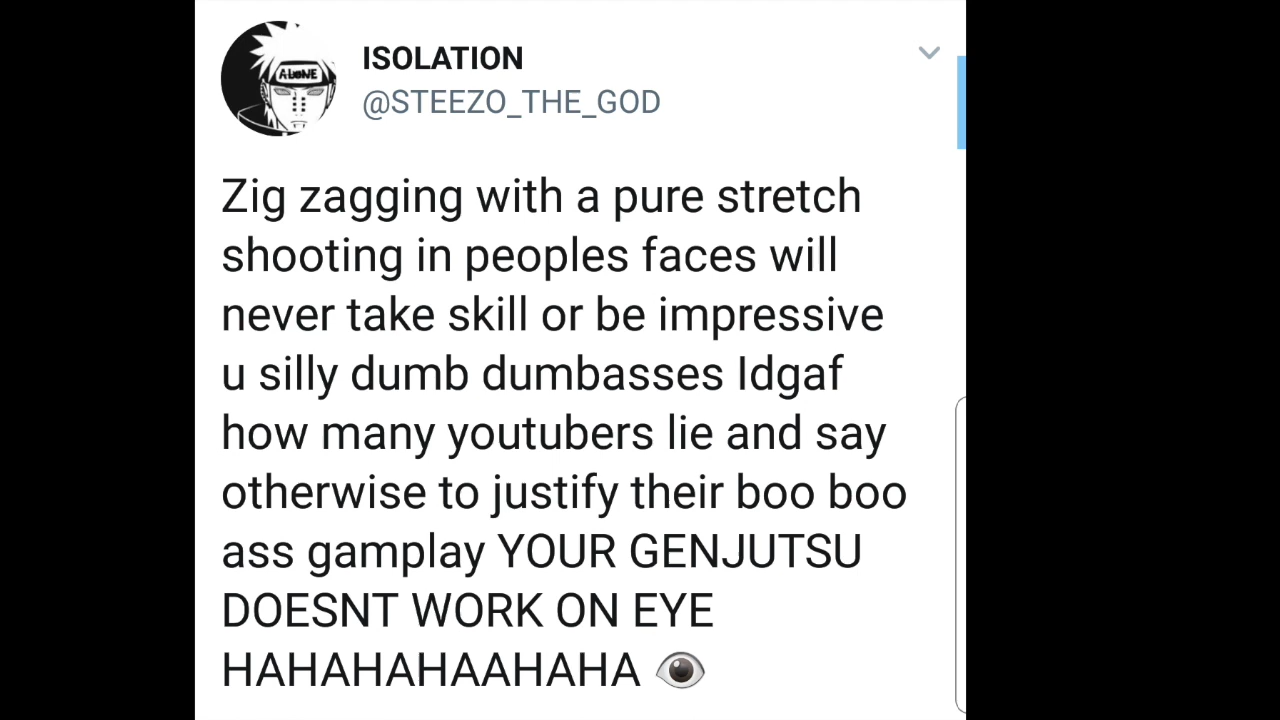 ALONE
ISOLATION
@STEEZO_THE_GOD
Zig zagging with a pure stretch
shooting in peoples faces will
never take skill or be impressive
u silly dumb dumbasses Idgaf
how many youtubers lie and say
otherwise to justify their boo boo
ass gamplay YOUR GENJUTSU
DOESNT WORK ON EYE
HAHAHAHAAHAHA 👁